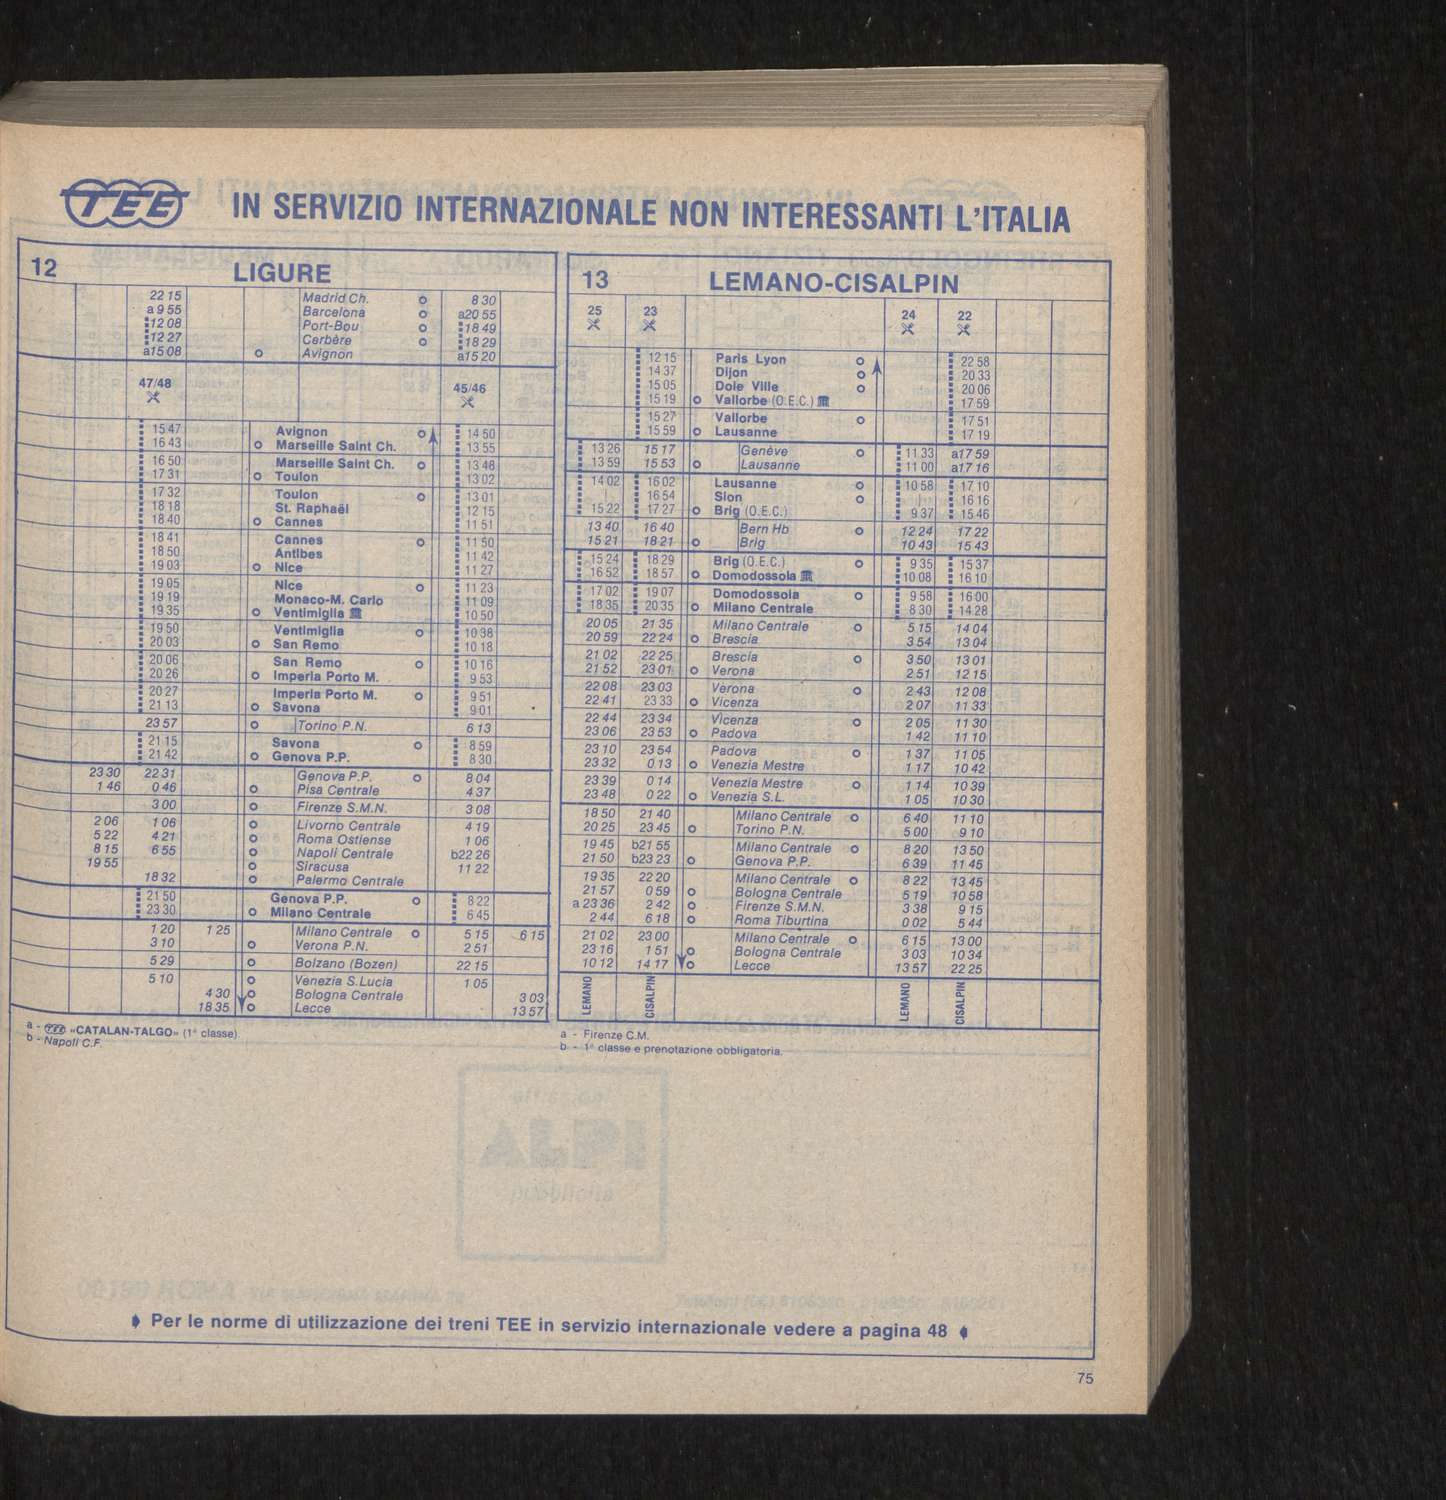 TEE IN SERVIZIO INTERNAZIONALE NON INTERESSANTI L'ITALIA
12 LIGURE
22 15 Madrid Ch. o 8 30
a 9 55 Barcelona o a20 55
12 08 Port-Bou o 18 49
12 27 Cerbère o 18 29
a15 08 o Avignon a15 20
47/48 45/46
15 47 Avignon o 14 50
16 43 o Marseille Saint Ch. 13 55
16 50 Marseille Saint Ch. o 13 48
17 31 o Toulon 13 02
17 32 Toulon o 13 01
18 18 St. Raphaël 12 15
18 40 o Cannes 11 51
18 41 Cannes o 11 50
18 50 Antibes 11 42
19 03 o Nice 11 27
19 05 Nice o 11 23
19 19 Monaco-M. Carlo 11 09
19 35 o Ventimiglia 10 50
19 50 Ventimiglia o 10 38
20 03 o San Remo 10 18
20 06 San Remo o 10 16
20 26 o Imperia Porto M. 9 53
20 27 Imperia Porto M. o 9 51
21 13 o Savona 9 01
23 57 o Torino P.N. 6 13
21 15 Savona o 8 59
21 42 o Genova P.P. 8 30
23 30 22 31 Genova P.P. o 8 04
1 46 0 46 o Pisa Centrale 4 37
3 00 o Firenze S.M.N. 3 08
2 06 1 06 o Livorno Centrale 4 19
5 22 4 21 o Roma Ostiense 1 06
8 15 6 55 o Napoli Centrale b22 26
19 55 o Siracusa 11 22
18 32 o Palermo Centrale
21 50 Genova P.P. o 8 22
23 30 o Milano Centrale 6 45
1 20 1 25 Milano Centrale o 5 15 6 15
3 10 o Verona P.N. 2 51
5 29 o Bolzano (Bozen) 22 15
5 10 o Venezia S.Lucia 1 05
4 30 o Bologna Centrale 3 03
18 35 o Lecce 13 57
a - TEE «CATALAN-TALGO» (1ª classe).
b - Napoli C.F.
13 LEMANO-CISALPIN
25 23 24 22
12 15 Paris Lyon o 22 58
14 37 Dijon o 20 33
15 05 Dole Ville o 20 06
15 19 o Vallorbe (O.E.C.) 17 59
15 27 Vallorbe o 17 51
15 59 o Lausanne 17 19
13 26 15 17 Genève o 11 33 a17 59
13 59 15 53 o Lausanne 11 00 a17 16
14 02 16 02 Lausanne o 10 58 17 10
| 16 54 Sion o | 16 16
15 22 17 27 o Brig (O.E.C.) 9 37 15 46
13 40 16 40 Bern Hb o 12 24 17 22
15 21 18 21 o Brig 10 43 15 43
15 24 18 29 Brig (O.E.C.) o 9 35 15 37
16 52 18 57 o Domodossola 10 08 16 10
17 02 19 07 Domodossola o 9 58 16 00
18 35 20 35 o Milano Centrale 8 30 14 28
20 05 21 35 Milano Centrale o 5 15 14 04
20 59 22 24 o Brescia 3 54 13 04
21 02 22 25 Brescia o 3 50 13 01
21 52 23 01 o Verona 2 51 12 15
22 08 23 03 Verona o 2 43 12 08
22 41 23 33 o Vicenza 2 07 11 33
22 44 23 34 Vicenza o 2 05 11 30
23 06 23 53 o Padova 1 42 11 10
23 10 23 54 Padova o 1 37 11 05
23 32 0 13 o Venezia Mestre 1 17 10 42
23 39 0 14 Venezia Mestre o 1 14 10 39
23 48 0 22 o Venezia S.L. 1 05 10 30
18 50 21 40 Milano Centrale o 6 40 11 10
20 25 23 45 o Torino P.N. 5 00 9 10
19 45 b21 55 Milano Centrale o 8 20 13 50
21 50 b23 23 o Genova P.P. 6 39 11 45
19 35 22 20 Milano Centrale o 8 22 13 45
21 57 0 59 o Bologna Centrale 5 19 10 58
a 23 36 2 42 o Firenze S.M.N. 3 38 9 15
2 44 6 18 o Roma Tiburtina 0 02 5 44
21 02 23 00 Milano Centrale o 6 15 13 00
23 16 1 51 o Bologna Centrale 3 03 10 34
10 12 14 17 o Lecce 13 57 22 25
LEMANO CISALPIN LEMANO CISALPIN
a - Firenze C.M.
b - 1ª classe e prenotazione obbligatoria.
Per le norme di utilizzazione dei treni TEE in servizio internazionale vedere a pagina 48
75